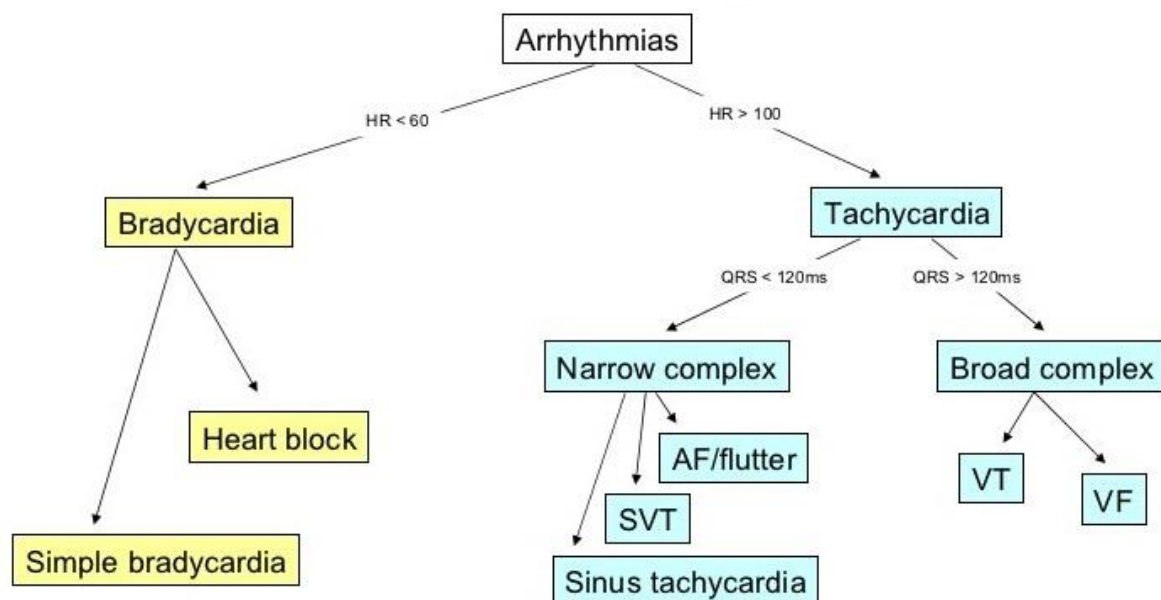 Arrhythmias
HR < 60
HR > 100
Bradycardia
Tachycardia
QRS < 120ms
QRS > 120ms
Narrow complex
Broad complex
Heart block
AF/flutter
VT
VF
SVT
Simple bradycardia
Sinus tachycardia